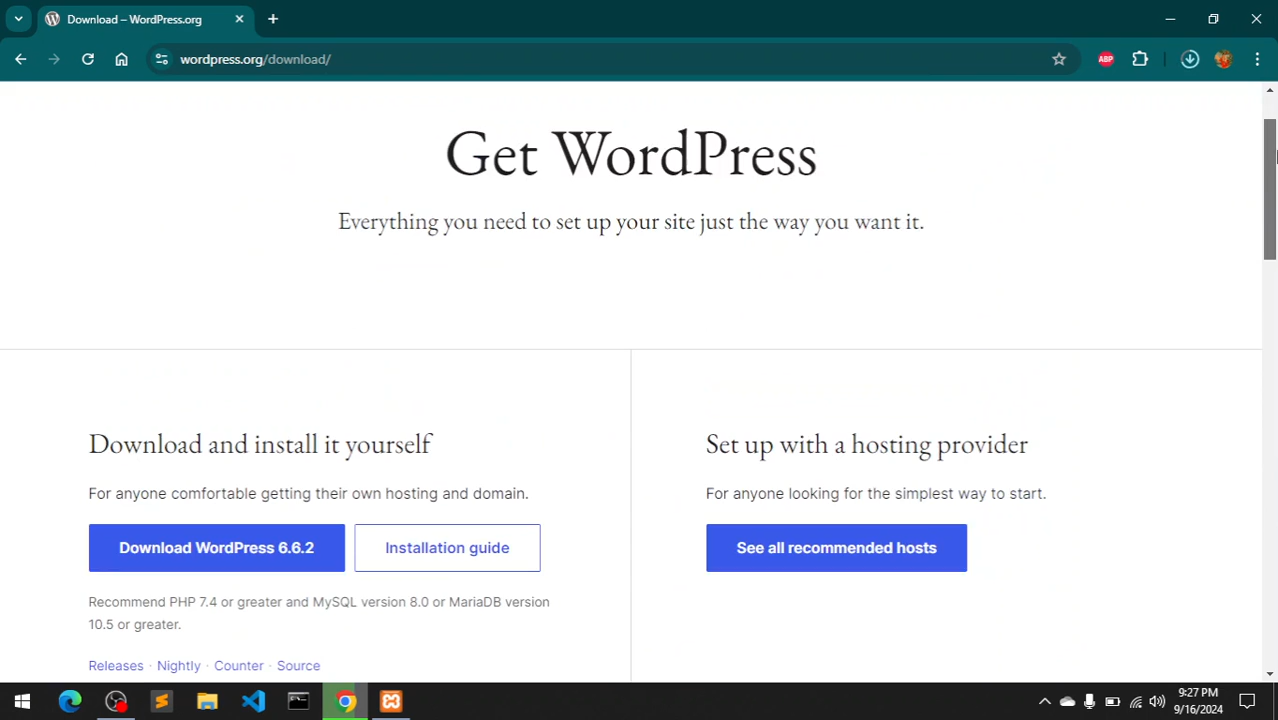 Download – WordPress.org
wordpress.org/download/
ABP
Get WordPress
Everything you need to set up your site just the way you want it.
Download and install it yourself
For anyone comfortable getting their own hosting and domain.
Download WordPress 6.6.2
Installation guide
Recommend PHP 7.4 or greater and MySQL version 8.0 or MariaDB version
10.5 or greater.
Releases · Nightly · Counter · Source
Set up with a hosting provider
For anyone looking for the simplest way to start.
See all recommended hosts
9:27 PM
9/16/2024